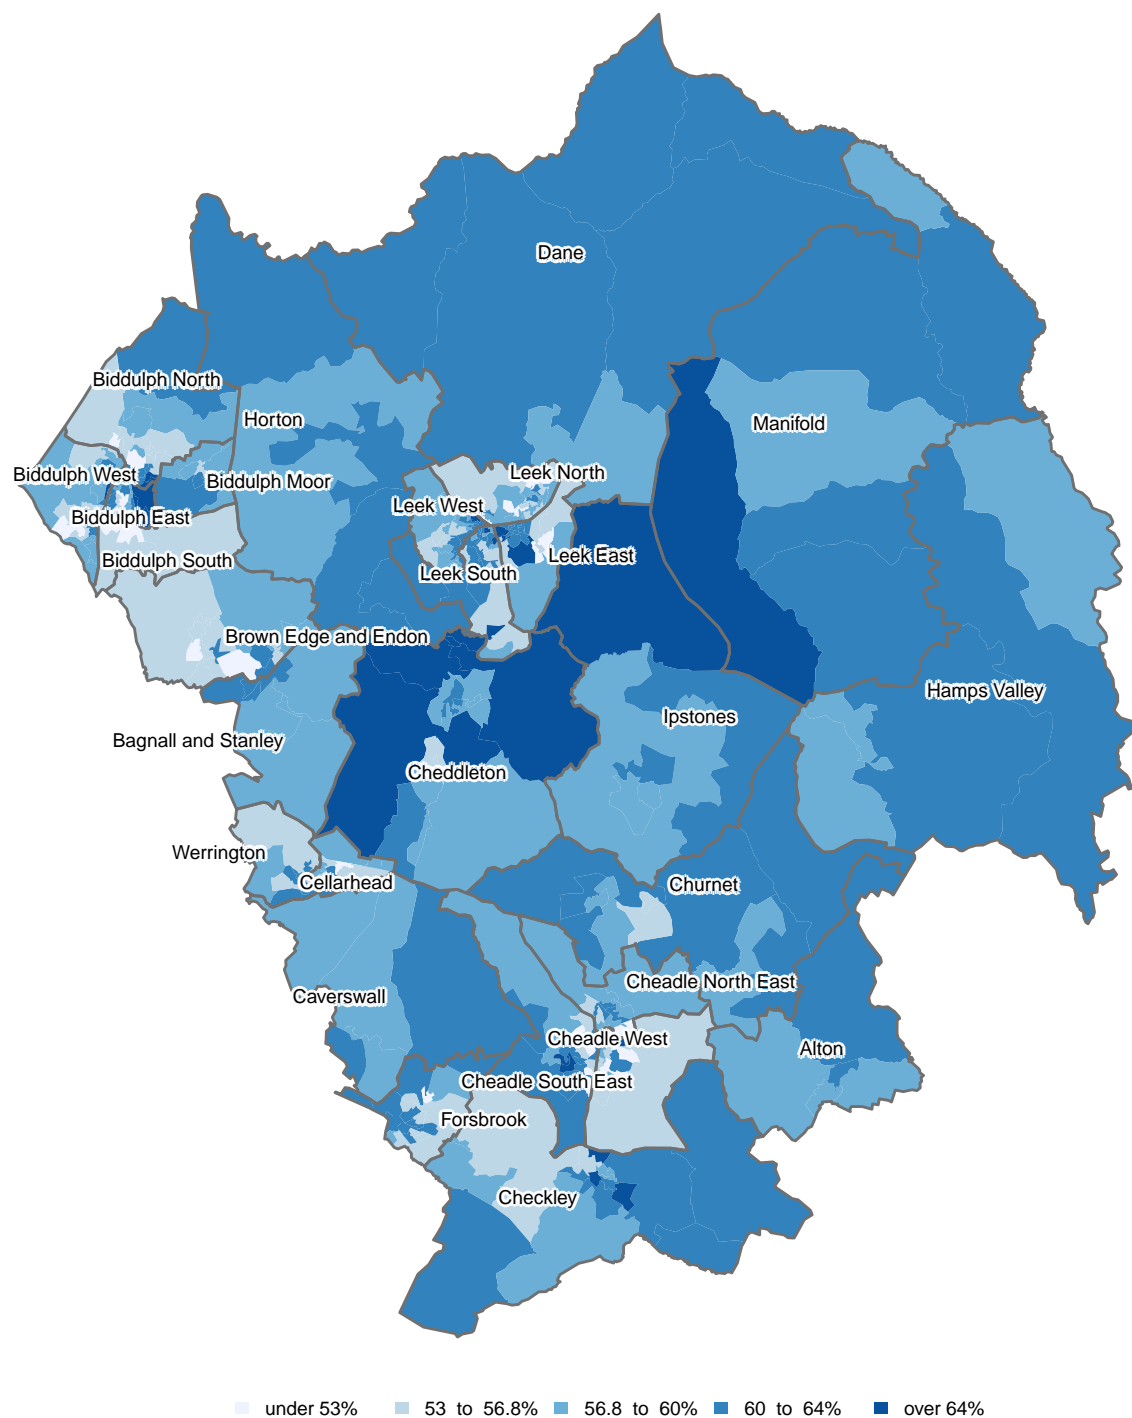 Dane
Biddulph North
Horton
Manifold
Biddulph West
Leek North
Biddulph Moor
Leek West
Biddulph East
Leek East
Biddulph South
Leek South
Brown Edge and Endon
Hamps Valley
Ipstones
Bagnall and Stanley
Cheddleton
Werrington
Cellarhead
Churnet
Cheadle North East
Caverswall
Cheadle West
Alton
Cheadle South East
Forsbrook
Checkley
under 53% 53 to 56.8% 56.8 to 60% 60 to 64% over 64%